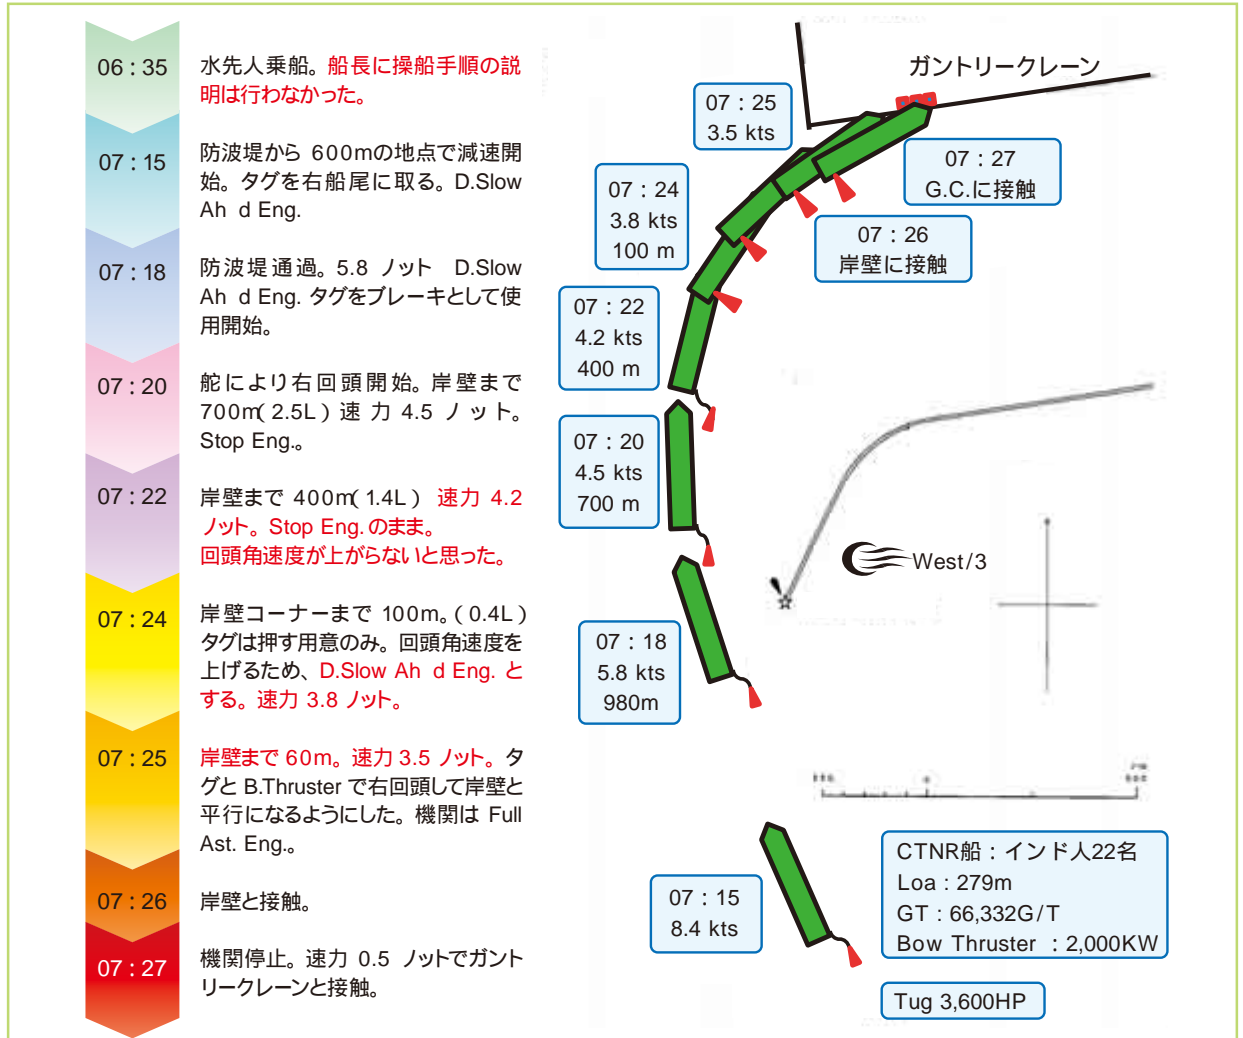 06：35
水先人乗船。船長に操船手順の説
明は行わなかった。
07：15
防波堤から 600mの地点で減速開
始。タグを右船尾に取る。D.Slow
Ah d Eng.
07：18
防波堤通過。5.8 ノット D.Slow
Ah d Eng. タグをブレーキとして使
用開始。
07：20
舵により右回頭開始。岸壁まで
700m( 2.5L ) 速 力 4.5 ノ ッ ト。
Stop Eng.。
07：22
岸壁まで 400m( 1.4L ) 速力 4.2
ノット。Stop Eng. のまま。
回頭角速度が上がらないと思った。
07：24
岸壁コーナーまで 100m。( 0.4L )
タグは押す用意のみ。回頭角速度を
上げるため、D.Slow Ah d Eng. と
する。速力 3.8 ノット。
07：25
岸壁まで 60m。速力 3.5 ノット。タ
グと B.Thruster で右回頭して岸壁と
平行になるようにした。機関は Full
Ast. Eng.。
07：26
岸壁と接触。
07：27
機関停止。速力 0.5 ノットでガント
リークレーンと接触。
ガントリークレーン
07：25
3.5 kts
07：27
G.C.に接触
07：24
3.8 kts
100 m
07：26
岸壁に接触
07：22
4.2 kts
400 m
07：20
4.5 kts
700 m
West/3
07：18
5.8 kts
980m
07：15
8.4 kts
CTNR船：インド人22名
Loa : 279m
GT : 66,332G/T
Bow Thruster : 2,000KW
Tug 3,600HP